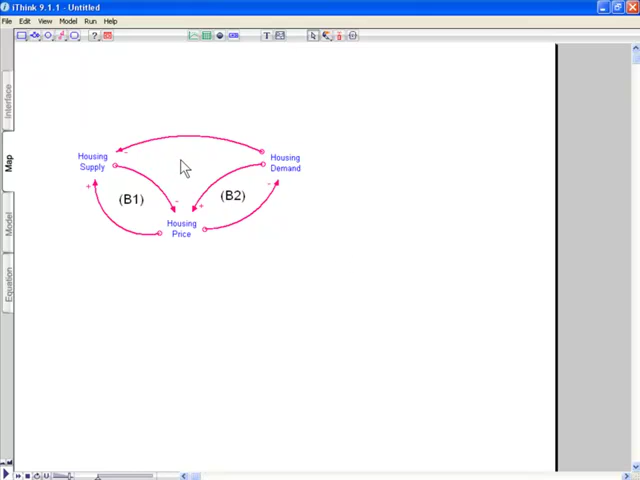 iThink 9.1.1 - Untitled
File Edit View Model Run Help
Interface
Map
Model
Equation
Housing
Supply
Housing
Demand
(B1)
(B2)
Housing
Price
-
+
-
+
-
T
?